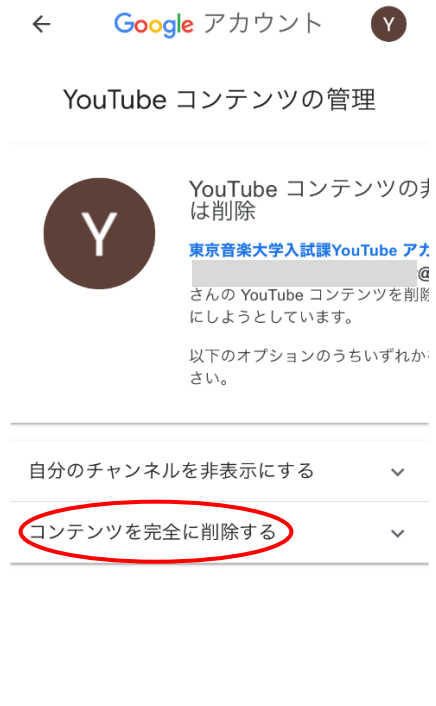 Google アカウント
Y
YouTube コンテンツの管理
Y
YouTube コンテンツの
は削除
東京音楽大学入試課YouTube アカ
@
さんの YouTube コンテンツを削除
にしようとしています。
以下のオプションのうちいずれか
さい。
自分のチャンネルを非表示にする
コンテンツを完全に削除する